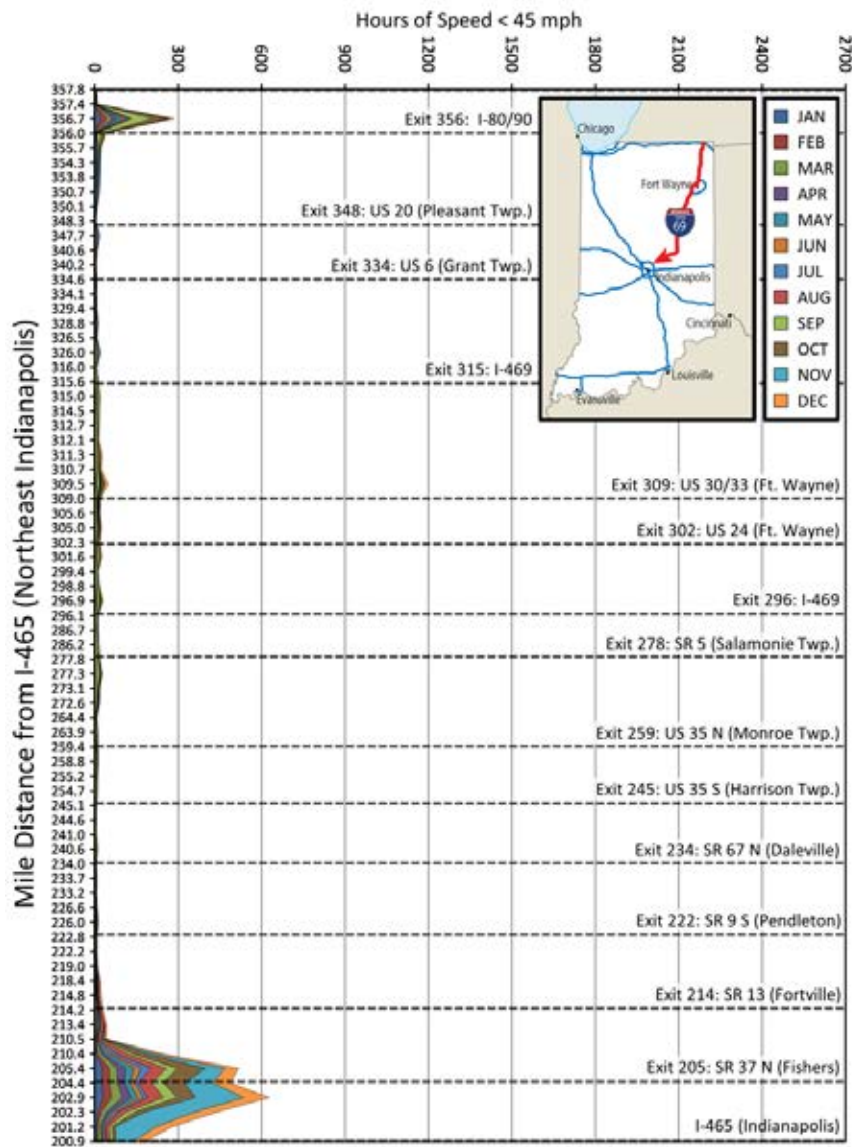 Hours of Speed < 45 mph
0 300 600 900 1200 1500 1800 2100 2400 2700
Mile Distance from I-465 (Northeast Indianapolis)
357.8
357.4
356.7
356.0
355.7
354.3
353.8
350.7
350.1
348.3
347.7
340.6
340.2
334.6
334.1
329.4
328.8
326.5
326.0
316.0
315.6
315.0
314.5
312.7
312.1
311.3
310.7
309.5
309.0
305.6
305.0
302.3
301.6
299.4
298.8
296.9
296.1
286.7
286.2
277.8
277.3
273.1
272.6
264.4
263.9
259.4
255.8
255.2
254.7
245.1
244.6
241.0
240.6
234.0
233.7
233.2
226.6
226.0
222.8
222.2
219.0
218.4
214.8
214.2
213.4
210.5
210.4
205.4
204.4
202.9
202.3
201.2
200.9
Exit 356: I-80/90
Exit 348: US 20 (Pleasant Twp.)
Exit 334: US 6 (Grant Twp.)
Exit 315: I-469
Exit 309: US 30/33 (Ft. Wayne)
Exit 302: US 24 (Ft. Wayne)
Exit 296: I-469
Exit 278: SR 5 (Salamonie Twp.)
Exit 259: US 35 N (Monroe Twp.)
Exit 245: US 35 S (Harrison Twp.)
Exit 234: SR 67 N (Daleville)
Exit 222: SR 9 S (Pendleton)
Exit 214: SR 13 (Fortville)
Exit 205: SR 37 N (Fishers)
I-465 (Indianapolis)
Chicago
Fort Wayne
69
Indianapolis
Cincinnati
Louisville
Evansville
JAN
FEB
MAR
APR
MAY
JUN
JUL
AUG
SEP
OCT
NOV
DEC